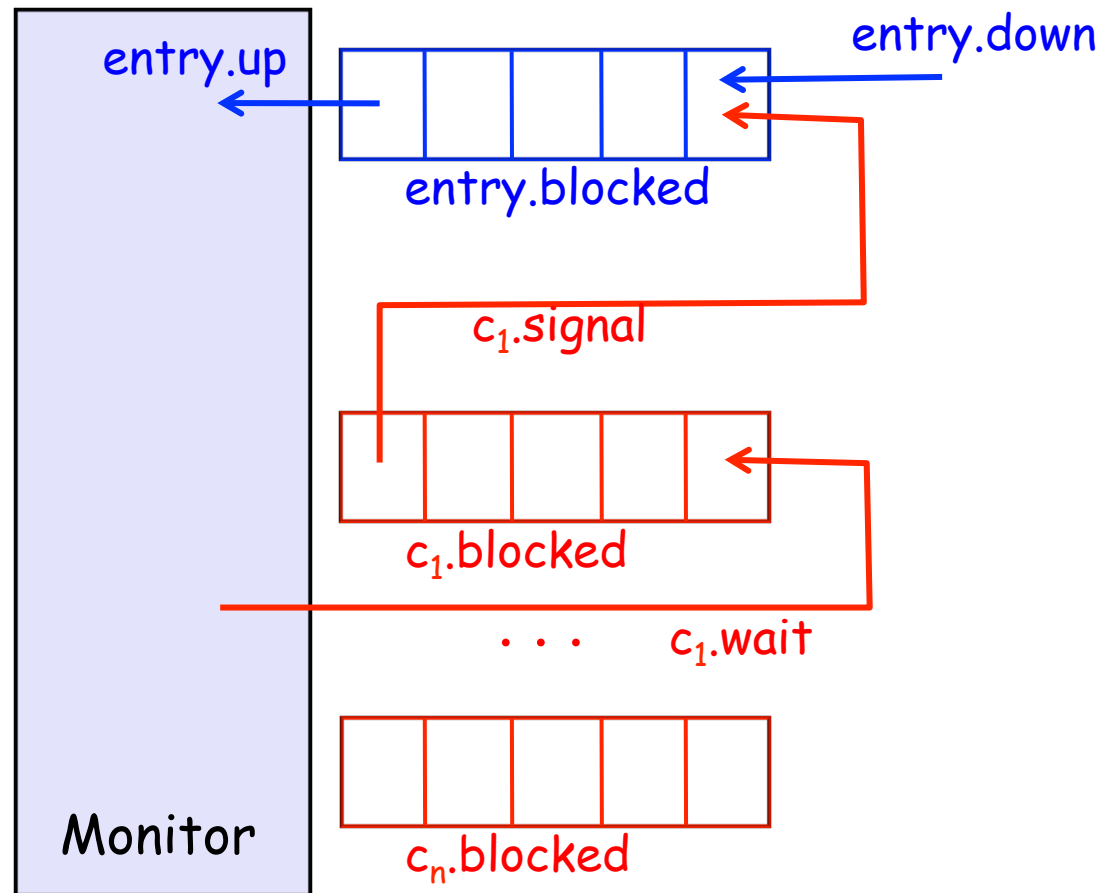 entry.down
entry.up
entry.blocked
c₁.signal
c₁.blocked
. . .
c₁.wait
Monitor
cₙ.blocked